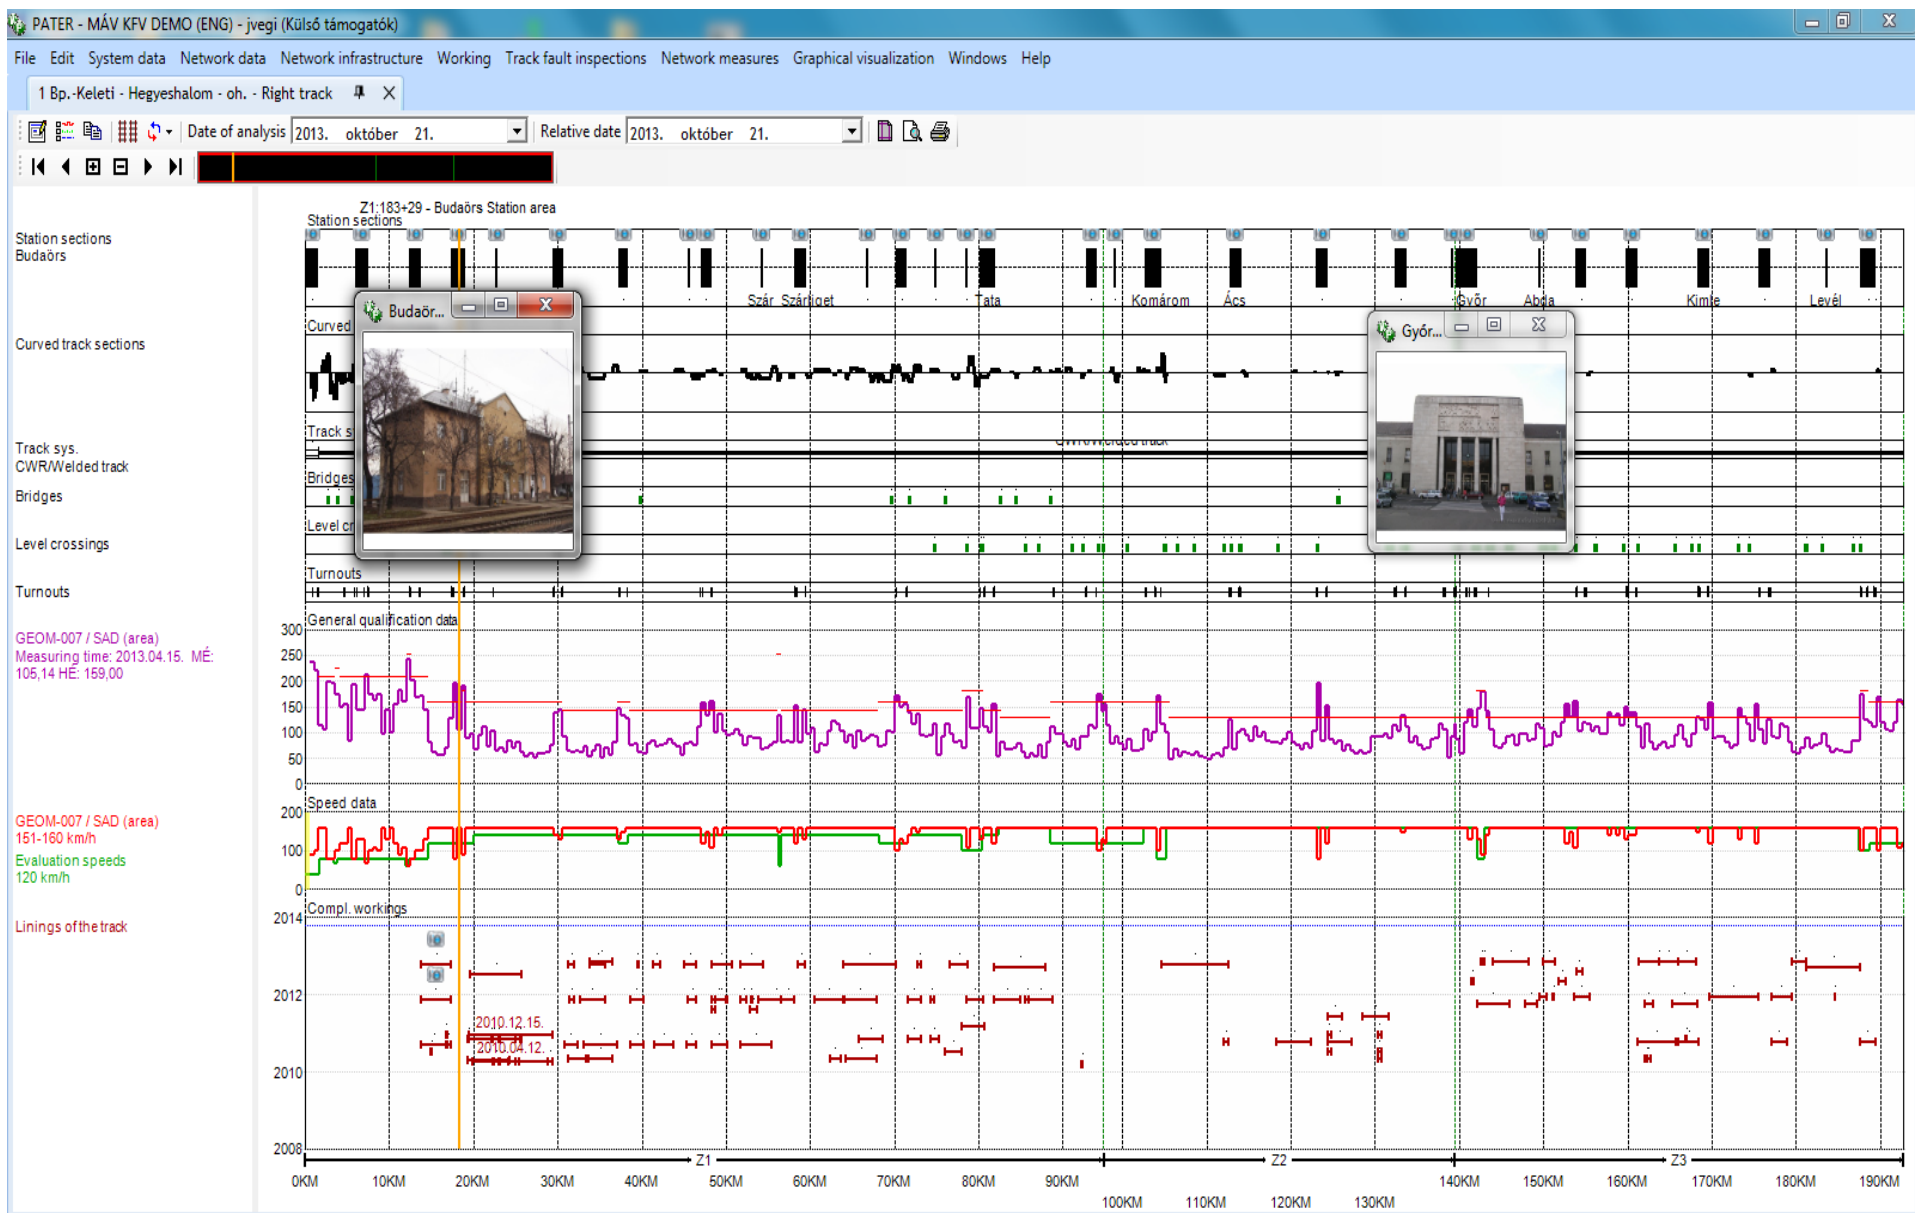 PATER - MÁV KFV DEMO (ENG) - jvegi (Külső támogatók)
File Edit System data Network data Network infrastructure Working Track fault inspections Network measures Graphical visualization Windows Help
1 Bp.-Keleti - Hegyeshalom - oh. - Right track
Date of analysis 2013. október 21. Relative date 2013. október 21.
Z1:183+29 - Budaörs Station area
Station sections
Station sections
Budaörs
Szár Szárliget Tata Komárom Ács Győr Abda Kimle Levél
Budaör...
Győr...
Curved
Curved track sections
Track s
CWR/Welded track
Track sys.
CWR/Welded track
Bridges
Bridges
Level cr
Level crossings
Turnouts
Turnouts
General qualification data
GEOM-007 / SAD (area)
Measuring time: 2013.04.15. MÉ:
105,14 HÉ: 159,00
300
250
200
150
100
50
0
Speed data
GEOM-007 / SAD (area)
151-160 km/h
Evaluation speeds
120 km/h
200
100
0
Compl. workings
Linings of the track
2014
2012
2010.12.15.
2010.04.12.
2010
2008
Z1 Z2 Z3
0KM 10KM 20KM 30KM 40KM 50KM 60KM 70KM 80KM 90KM 140KM 150KM 160KM 170KM 180KM 190KM
100KM 110KM 120KM 130KM